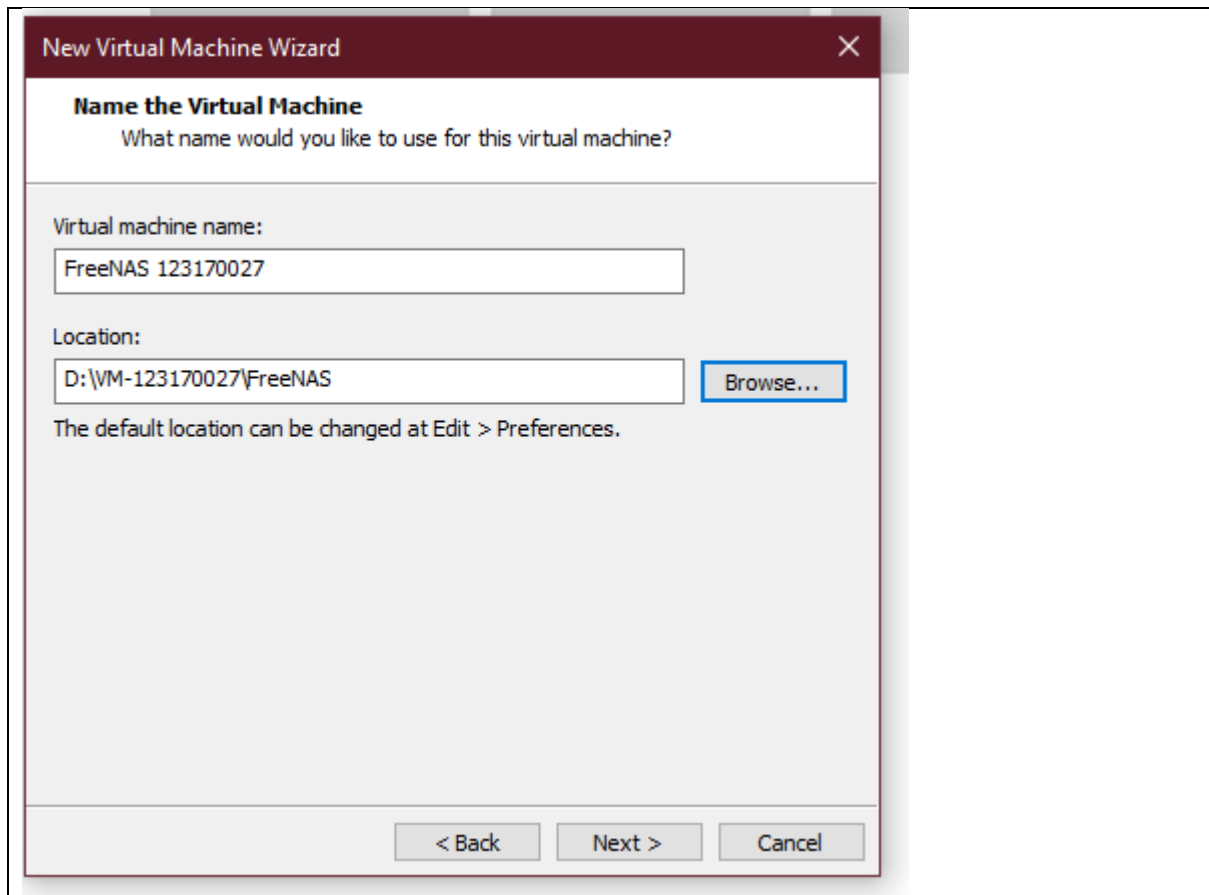 New Virtual Machine Wizard
Name the Virtual Machine
What name would you like to use for this virtual machine?
Virtual machine name:
FreeNAS 123170027
Location:
D:\VM-123170027\FreeNAS
Browse...
The default location can be changed at Edit > Preferences.
< Back Next > Cancel